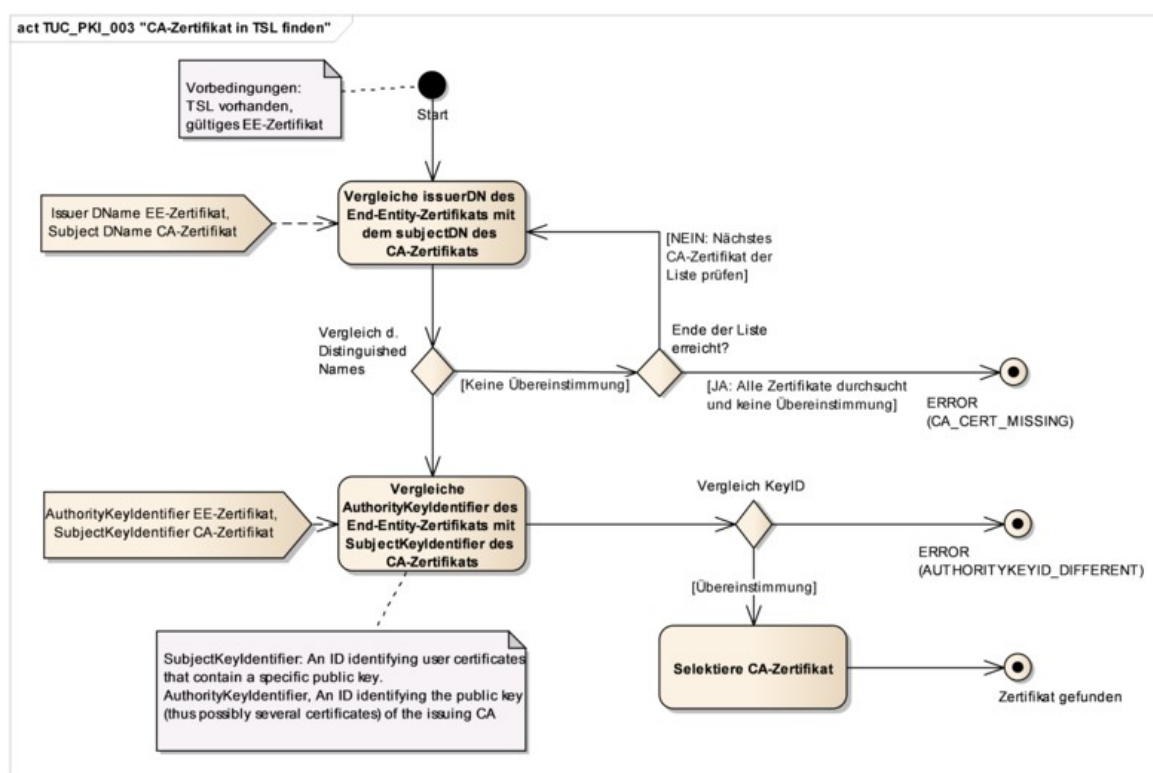 act TUC_PKI_003 "CA-Zertifikat in TSL finden"
Vorbedingungen:
TSL vorhanden,
gültiges EE-Zertifikat
Start
Issuer DName EE-Zertifikat,
Subject DName CA-Zertifikat
Vergleiche issuerDN des
End-Entity-Zertifikats mit
dem subjectDN des
CA-Zertifikats
[NEIN: Nächstes
CA-Zertifikat der
Liste prüfen]
Vergleich d.
Distinguished
Names
[Keine Übereinstimmung]
Ende der Liste
erreicht?
[JA: Alle Zertifikate durchsucht
und keine Übereinstimmung]
ERROR
(CA_CERT_MISSING)
AuthorityKeyIdentifier EE-Zertifikat,
SubjectKeyIdentifier CA-Zertifikat
Vergleiche
AuthorityKeyIdentifier des
End-Entity-Zertifikats mit
SubjectKeyIdentifier des
CA-Zertifikats
Vergleich KeyID
ERROR
(AUTHORITYKEYID_DIFFERENT)
[Übereinstimmung]
SubjectKeyIdentifier: An ID identifying user certificates
that contain a specific public key.
AuthorityKeyIdentifier, An ID identifying the public key
(thus possibly several certificates) of the issuing CA
Selektiere CA-Zertifikat
Zertifikat gefunden